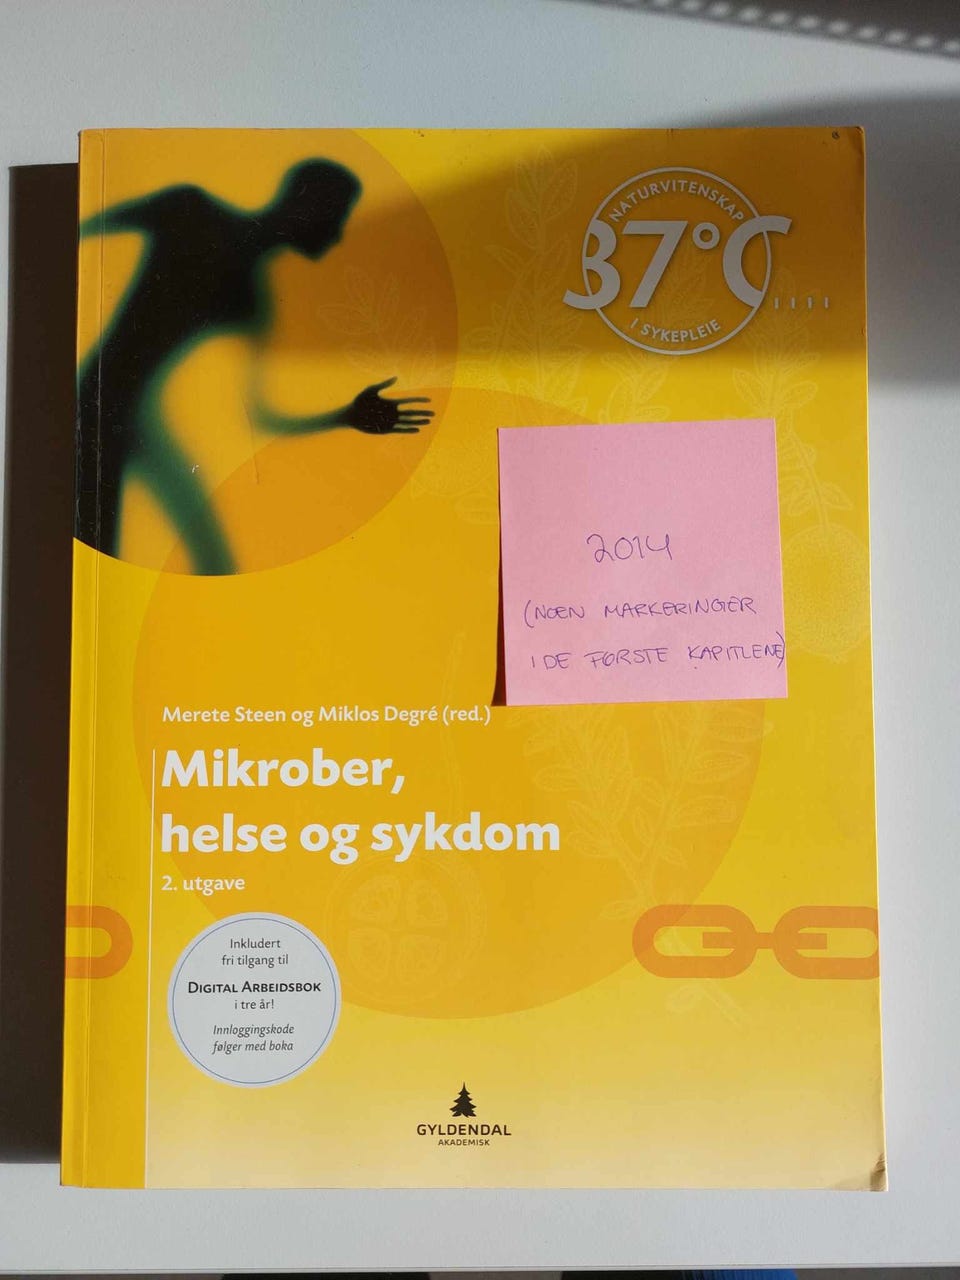 NATURVITENSKAP
37°C
I SYKEPLEIE
2014
(NOEN MARKERINGER
I DE FØRSTE KAPITLENE)
Merete Steen og Miklos Degré (red.)
Mikrober,
helse og sykdom
2. utgave
Inkludert
fri tilgang til
DIGITAL ARBEIDSBOK
i tre år!
Innloggingskode
følger med boka
GYLDENDAL
AKADEMISK